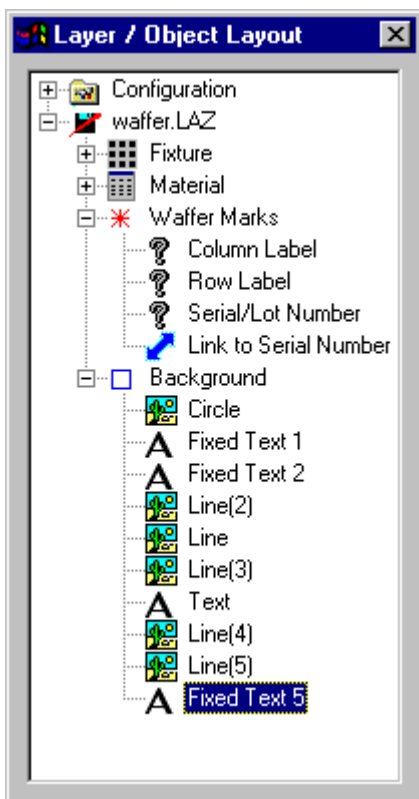 Layer / Object Layout
Configuration
waffer.LAZ
Fixture
Material
Waffer Marks
Column Label
Row Label
Serial/Lot Number
Link to Serial Number
Background
Circle
Fixed Text 1
Fixed Text 2
Line(2)
Line
Line(3)
Text
Line(4)
Line(5)
Fixed Text 5